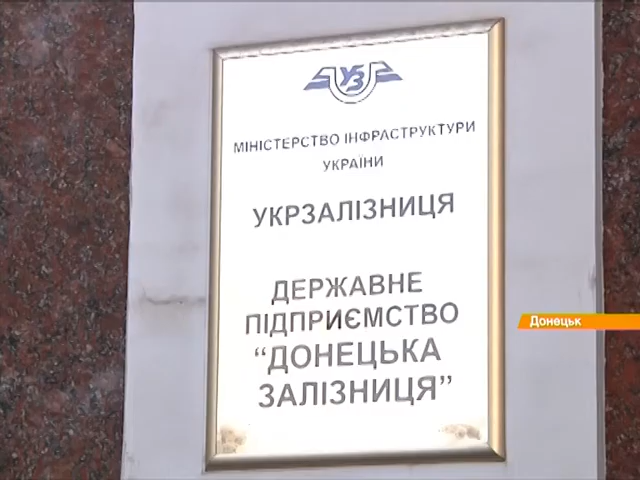 УЗ
МІНІСТЕРСТВО ІНФРАСТРУКТУРИ
УКРАЇНИ
УКРЗАЛІЗНИЦЯ
ДЕРЖАВНЕ
ПІДПРИЄМСТВО
“ДОНЕЦЬКА
ЗАЛІЗНИЦЯ”
Донецьк